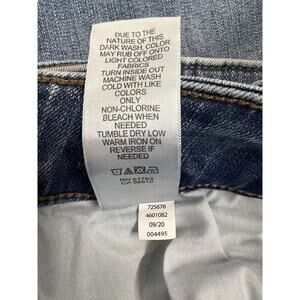 DUE TO THE
NATURE OF THIS
DARK WASH, COLOR
MAY RUB OFF ONTO
LIGHT COLORED
FABRICS
TURN INSIDE OUT
MACHINE WASH
COLD WITH LIKE
COLORS
ONLY
NON-CHLORINE
BLEACH WHEN
NEEDED
TUMBLE DRY LOW
WARM IRON ON
REVERSE IF
NEEDED
725678
4601082
09/20
004495